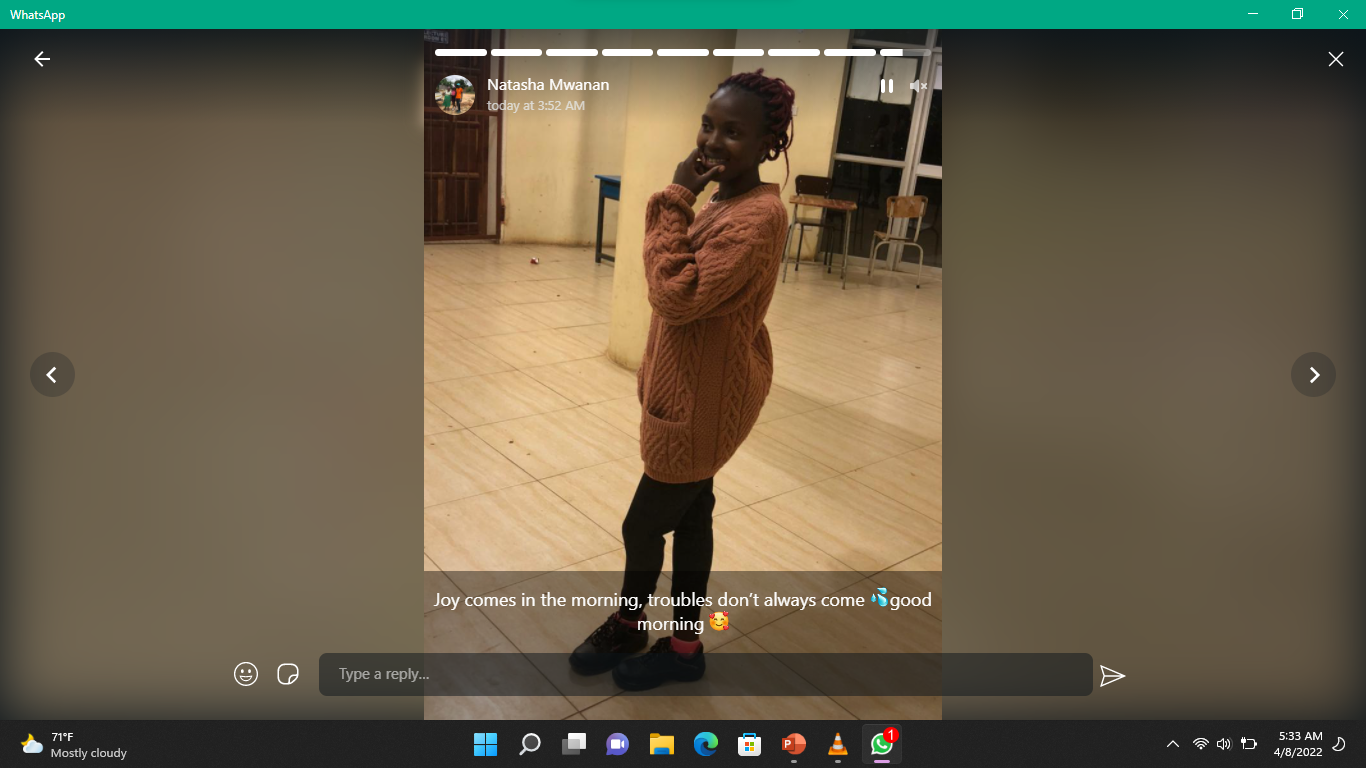 WhatsApp
Natasha Mwanan
today at 3:52 AM
Joy comes in the morning, troubles don’t always come 💦good
morning 🥰
Type a reply...
71°F
Mostly cloudy
1
5:33 AM
4/8/2022